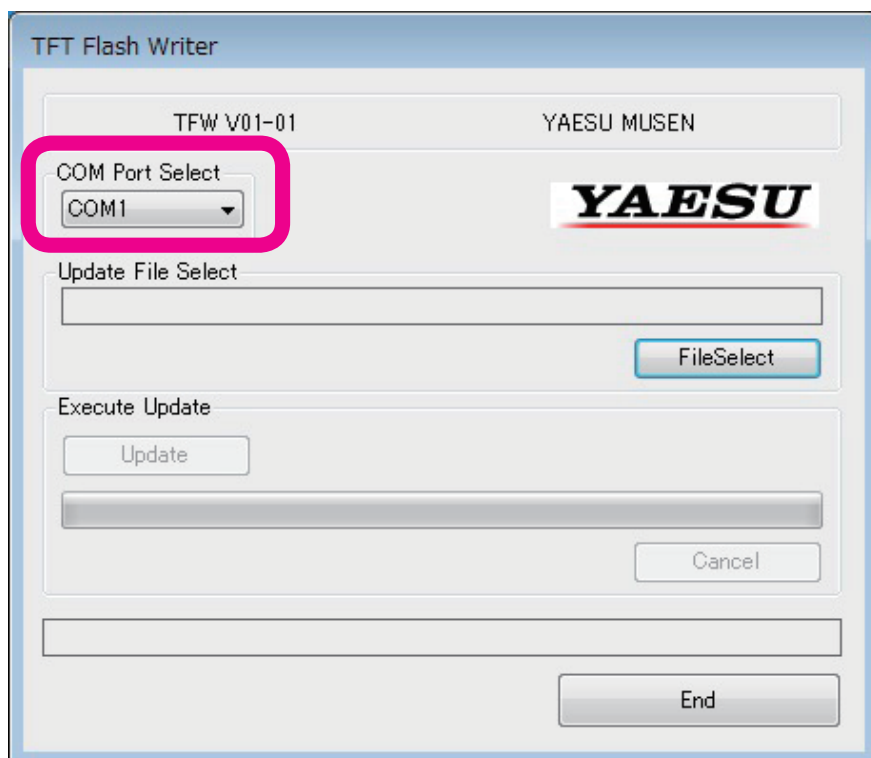 TFT Flash Writer
TFW V01-01 YAESU MUSEN
COM Port Select
COM1
YAESU
Update File Select
FileSelect
Execute Update
Update
Cancel
End